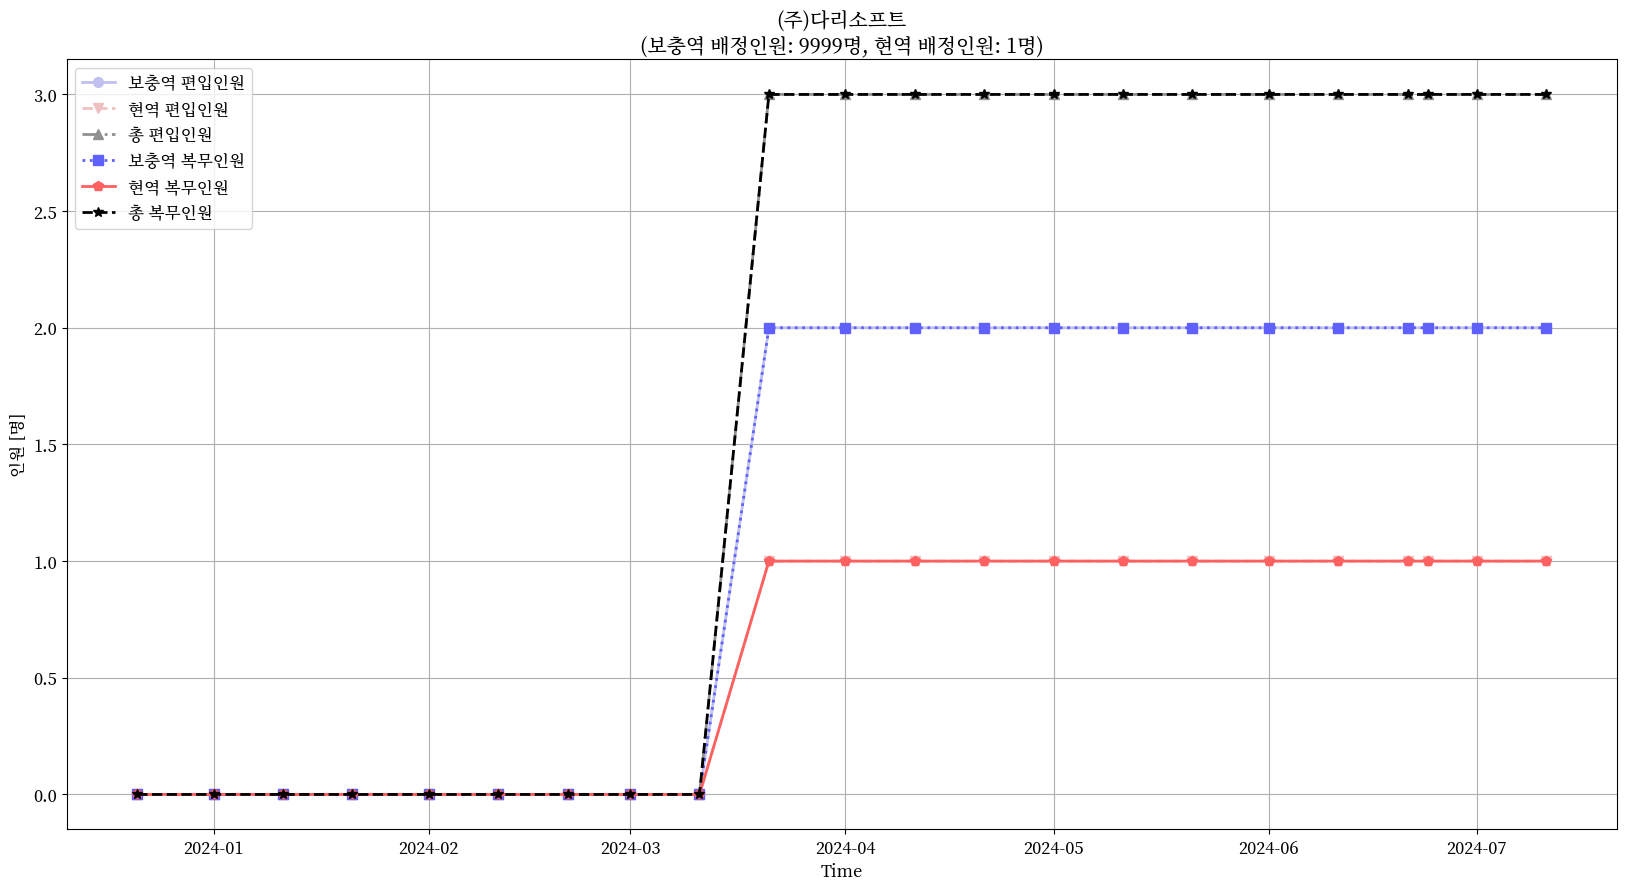 (주)다리소프트
(보충역 배정인원: 9999명, 현역 배정인원: 1명)
보충역 편입인원
현역 편입인원
총 편입인원
보충역 복무인원
현역 복무인원
총 복무인원
인원 [명]
3.0
2.5
2.0
1.5
1.0
0.5
0.0
2024-01 2024-02 2024-03 2024-04 2024-05 2024-06 2024-07
Time